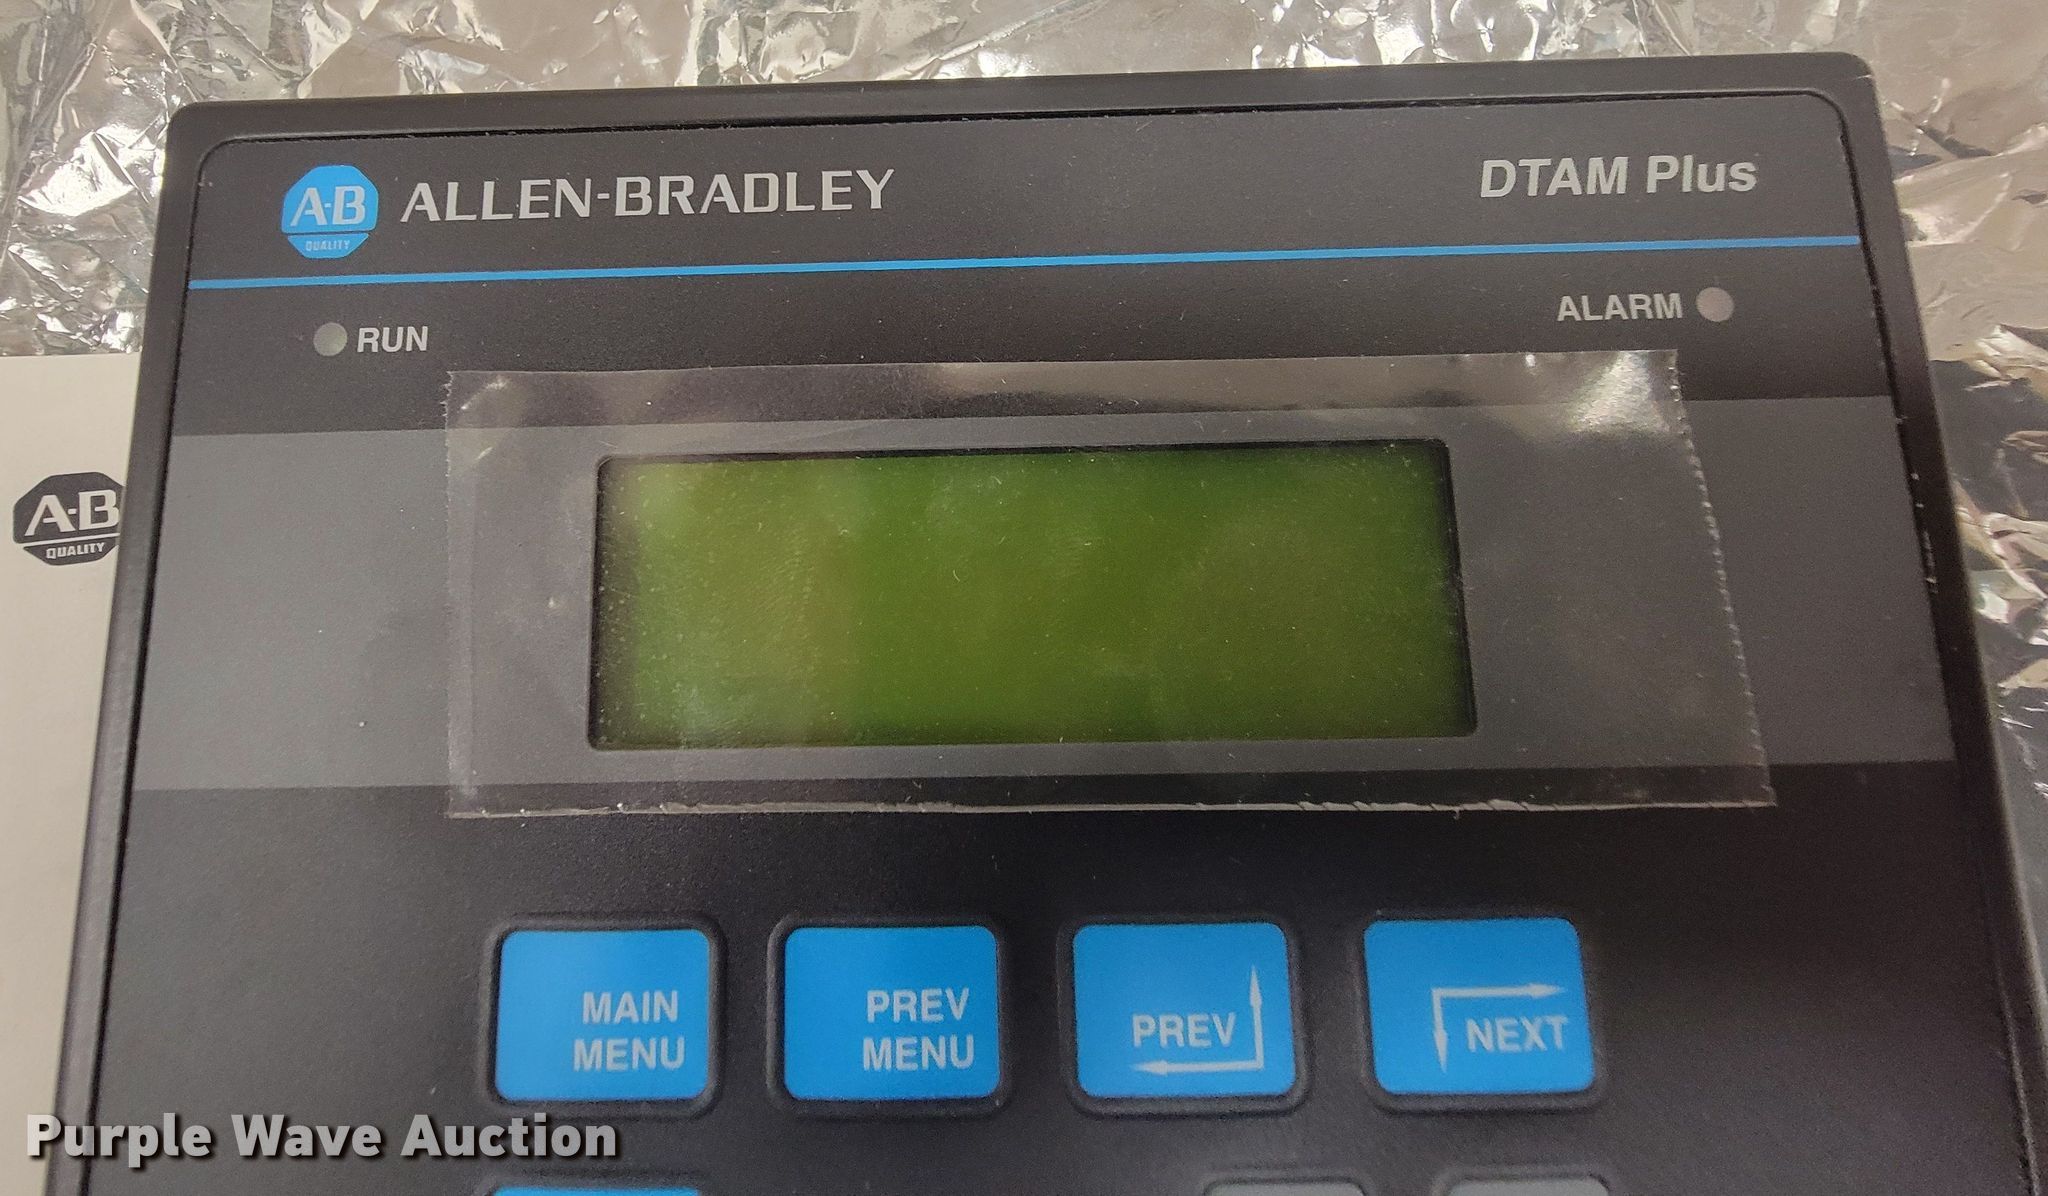 A-B
QUALITY
ALLEN-BRADLEY
DTAM Plus
RUN
ALARM
A-B
QUALITY
MAIN
MENU
PREV
MENU
PREV
NEXT
Purple Wave Auction